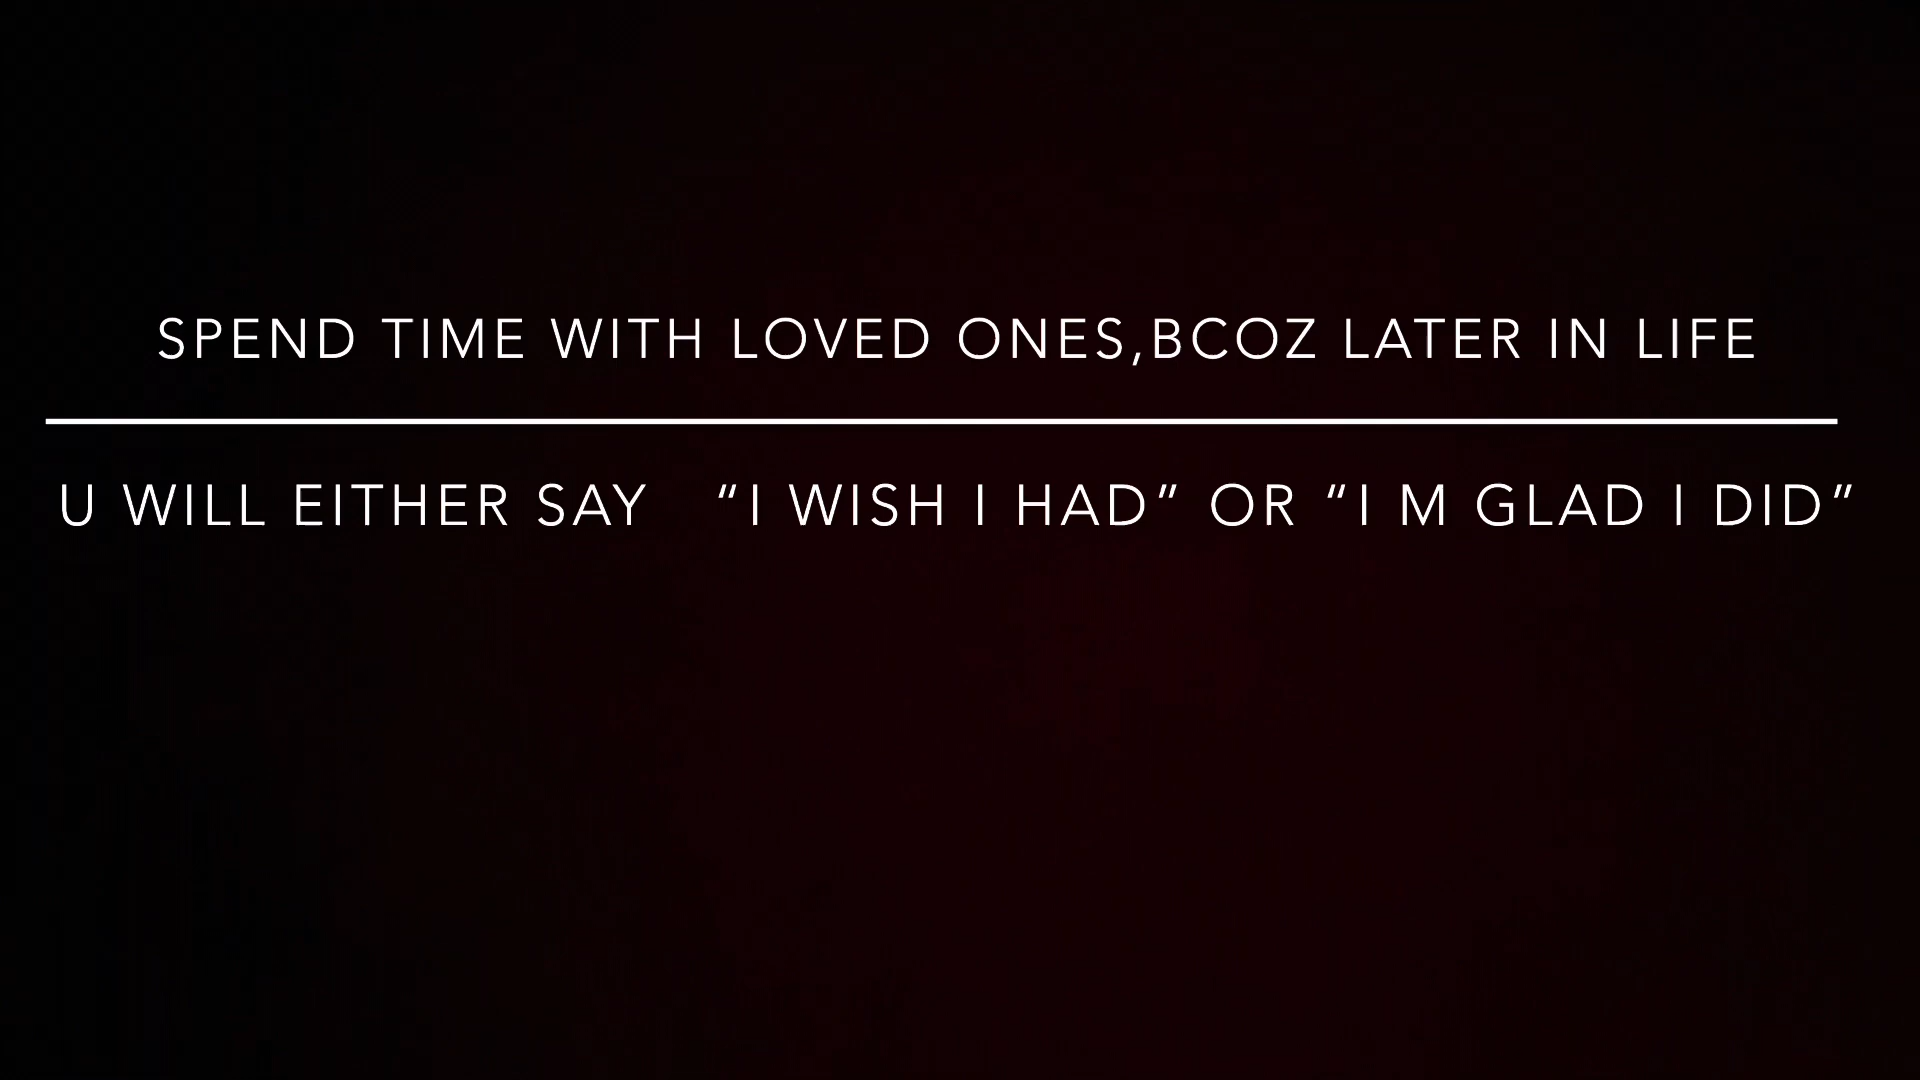 SPEND TIME WITH LOVED ONES,BCOZ LATER IN LIFE
U WILL EITHER SAY “I WISH I HAD” OR “I M GLAD I DID”